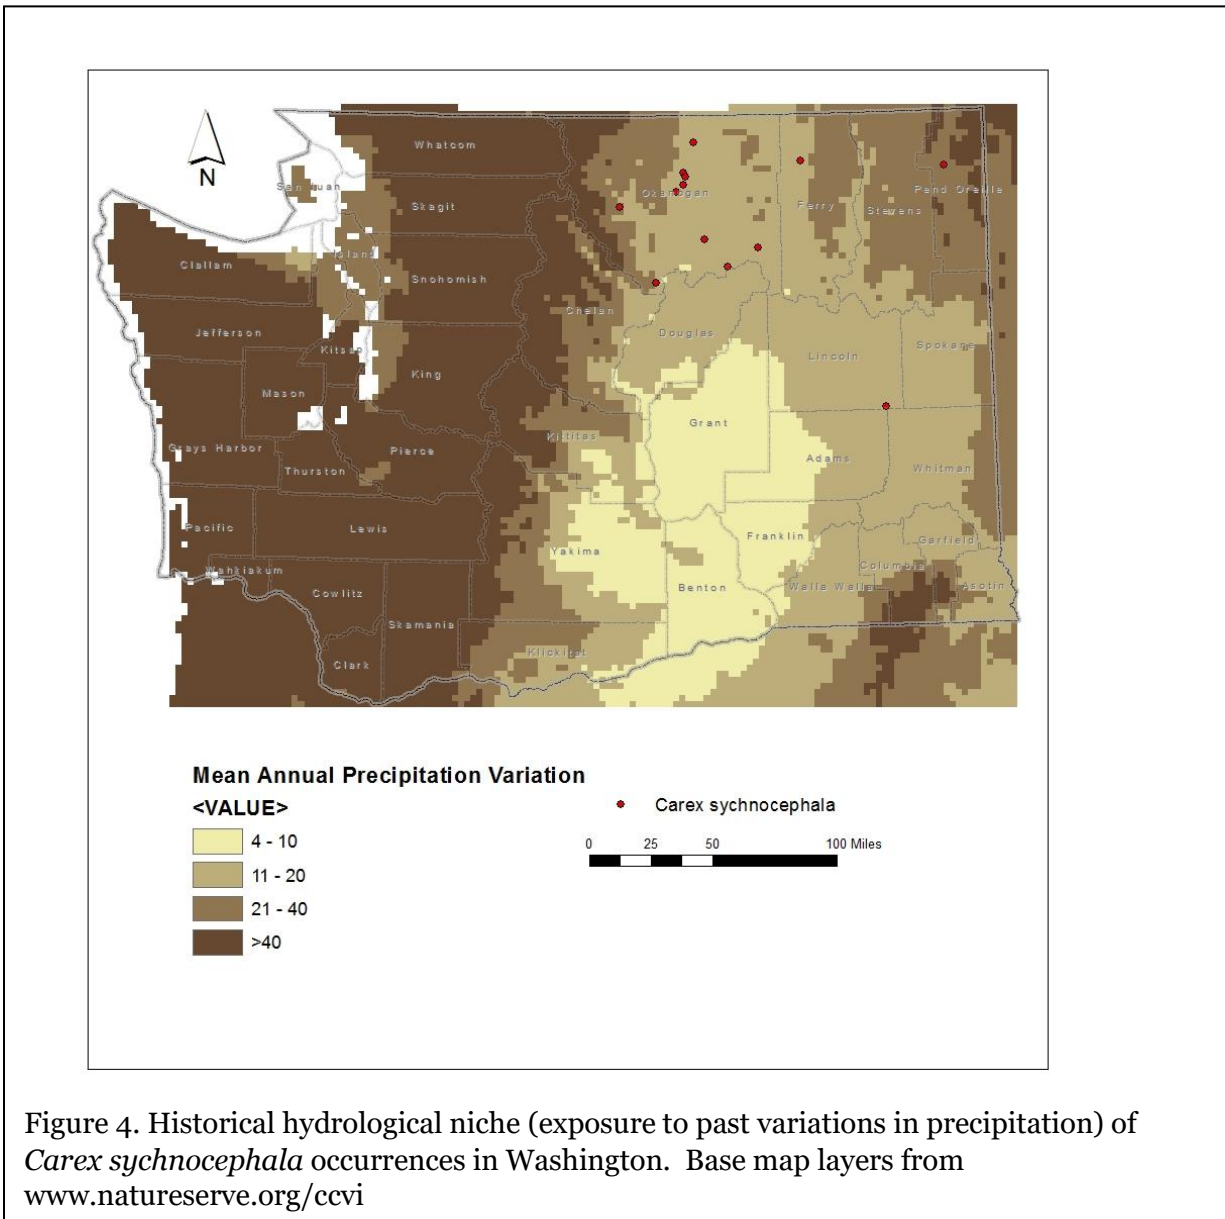 N
Whatcom
San Juan
Skagit
Okanogan
Ferry
Stevens
Pend Oreille
Island
Clallam
Snohomish
Chelan
Jefferson
Kitsap
Douglas
Lincoln
Spokane
King
Mason
Grant
Kittitas
Grays Harbor
Pierce
Thurston
Adams
Whitman
Pacific
Lewis
Yakima
Franklin
Garfield
Wahkiakum
Columbia
Cowlitz
Benton
Walla Walla
Asotin
Skamania
Klickitat
Clark
Mean Annual Precipitation Variation
<VALUE>
4 - 10
11 - 20
21 - 40
>40
Carex sychnocephala
0 25 50 100 Miles
Figure 4. Historical hydrological niche (exposure to past variations in precipitation) of
Carex sychnocephala occurrences in Washington. Base map layers from
www.natureserve.org/ccvi